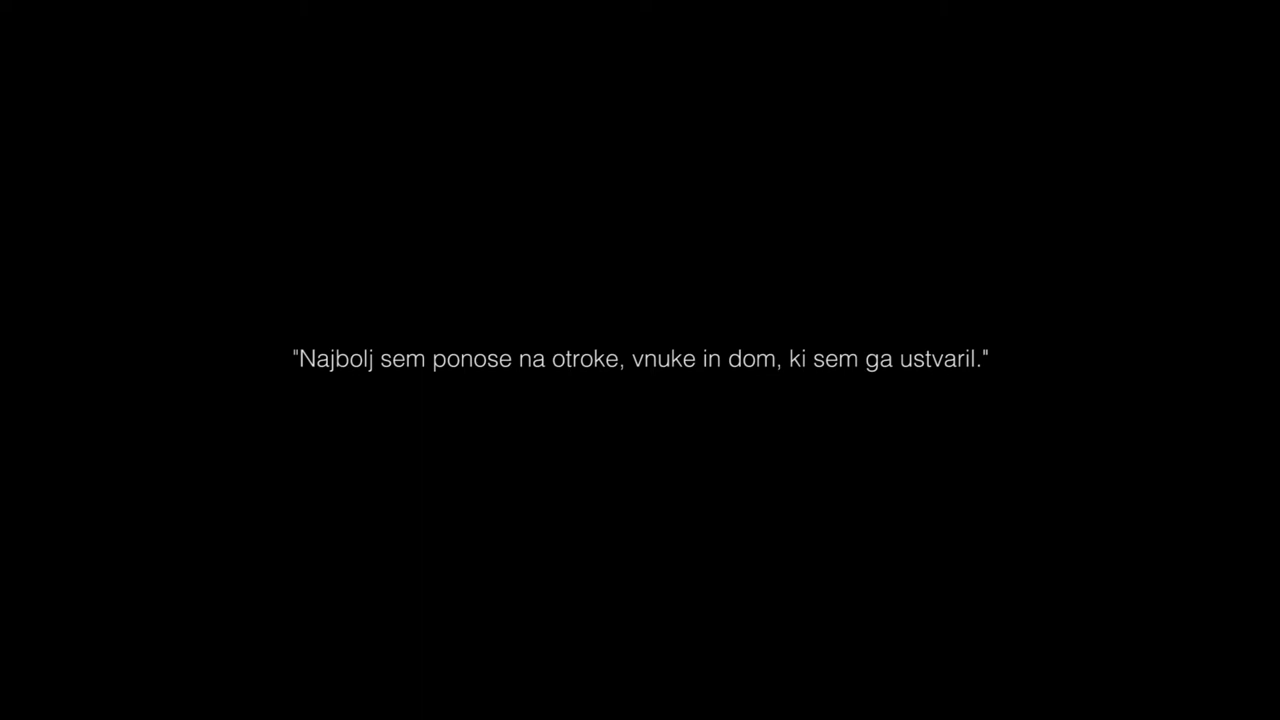 "Najbolj sem ponose na otroke, vnuke in dom, ki sem ga ustvaril."